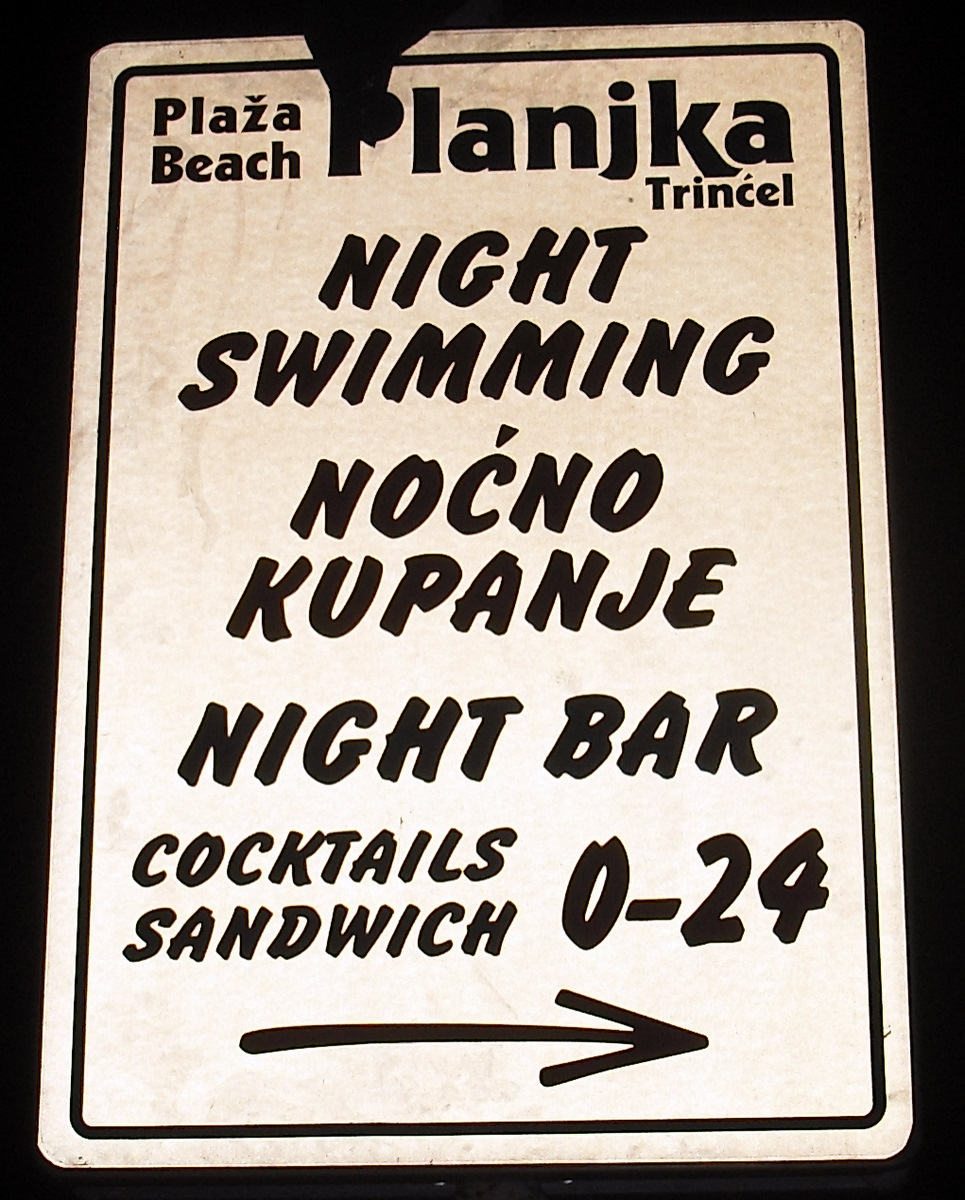 Plaža
Beach
Planjka
Trinćel
NIGHT
SWIMMING
NOĆNO
KUPANJE
NIGHT BAR
COCKTAILS
SANDWICH
0-24